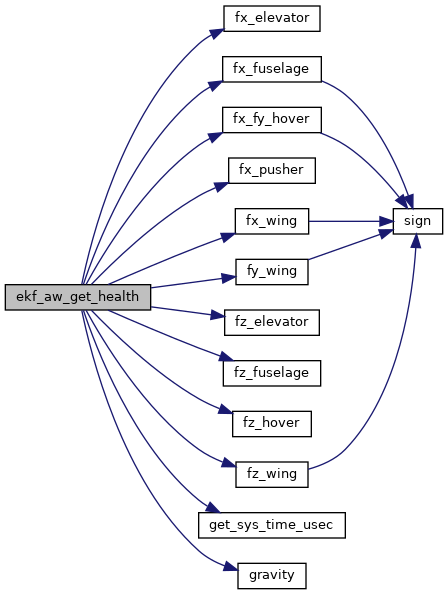 fx_elevator
fx_fuselage
fx_fy_hover
fx_pusher
fx_wing
sign
fy_wing
ekf_aw_get_health
fz_elevator
fz_fuselage
fz_hover
fz_wing
get_sys_time_usec
gravity